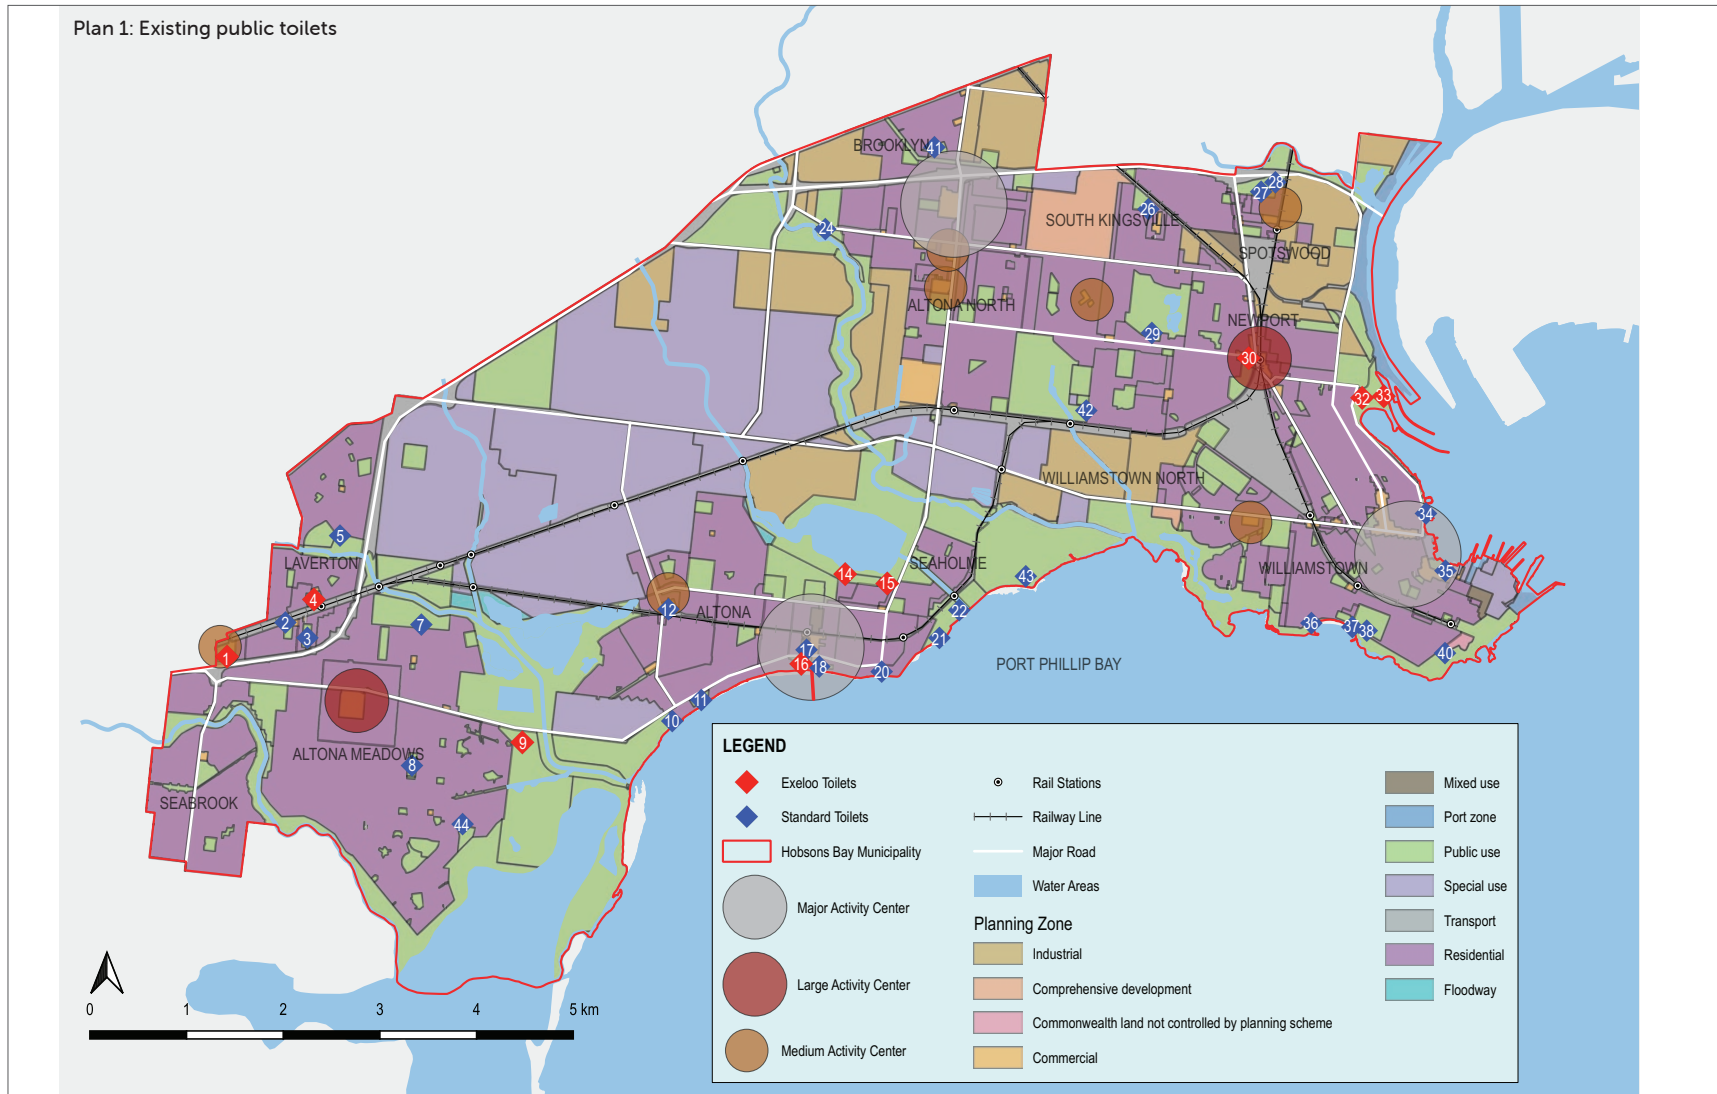 Plan 1: Existing public toilets
BROOKLYN
41
28
27
26
SOUTH KINGSVILLE
24
SPOTSWOOD
ALTONA NORTH
NEWPORT
29
30
32
33
42
WILLIAMSTOWN NORTH
34
5
LAVERTON
SEAHOLME
WILLIAMSTOWN
35
14
15
43
4
12
ALTONA
22
2
3
7
36
37
38
21
17
40
1
16
18
20
PORT PHILLIP BAY
11
10
9
ALTONA MEADOWS
8
SEABROOK
44
LEGEND
Exeloo Toilets
Standard Toilets
Hobsons Bay Municipality
Major Activity Center
Large Activity Center
Medium Activity Center
Rail Stations
Railway Line
Major Road
Water Areas
Planning Zone
Industrial
Comprehensive development
Commonwealth land not controlled by planning scheme
Commercial
Mixed use
Port zone
Public use
Special use
Transport
Residential
Floodway
0 1 2 3 4 5 km